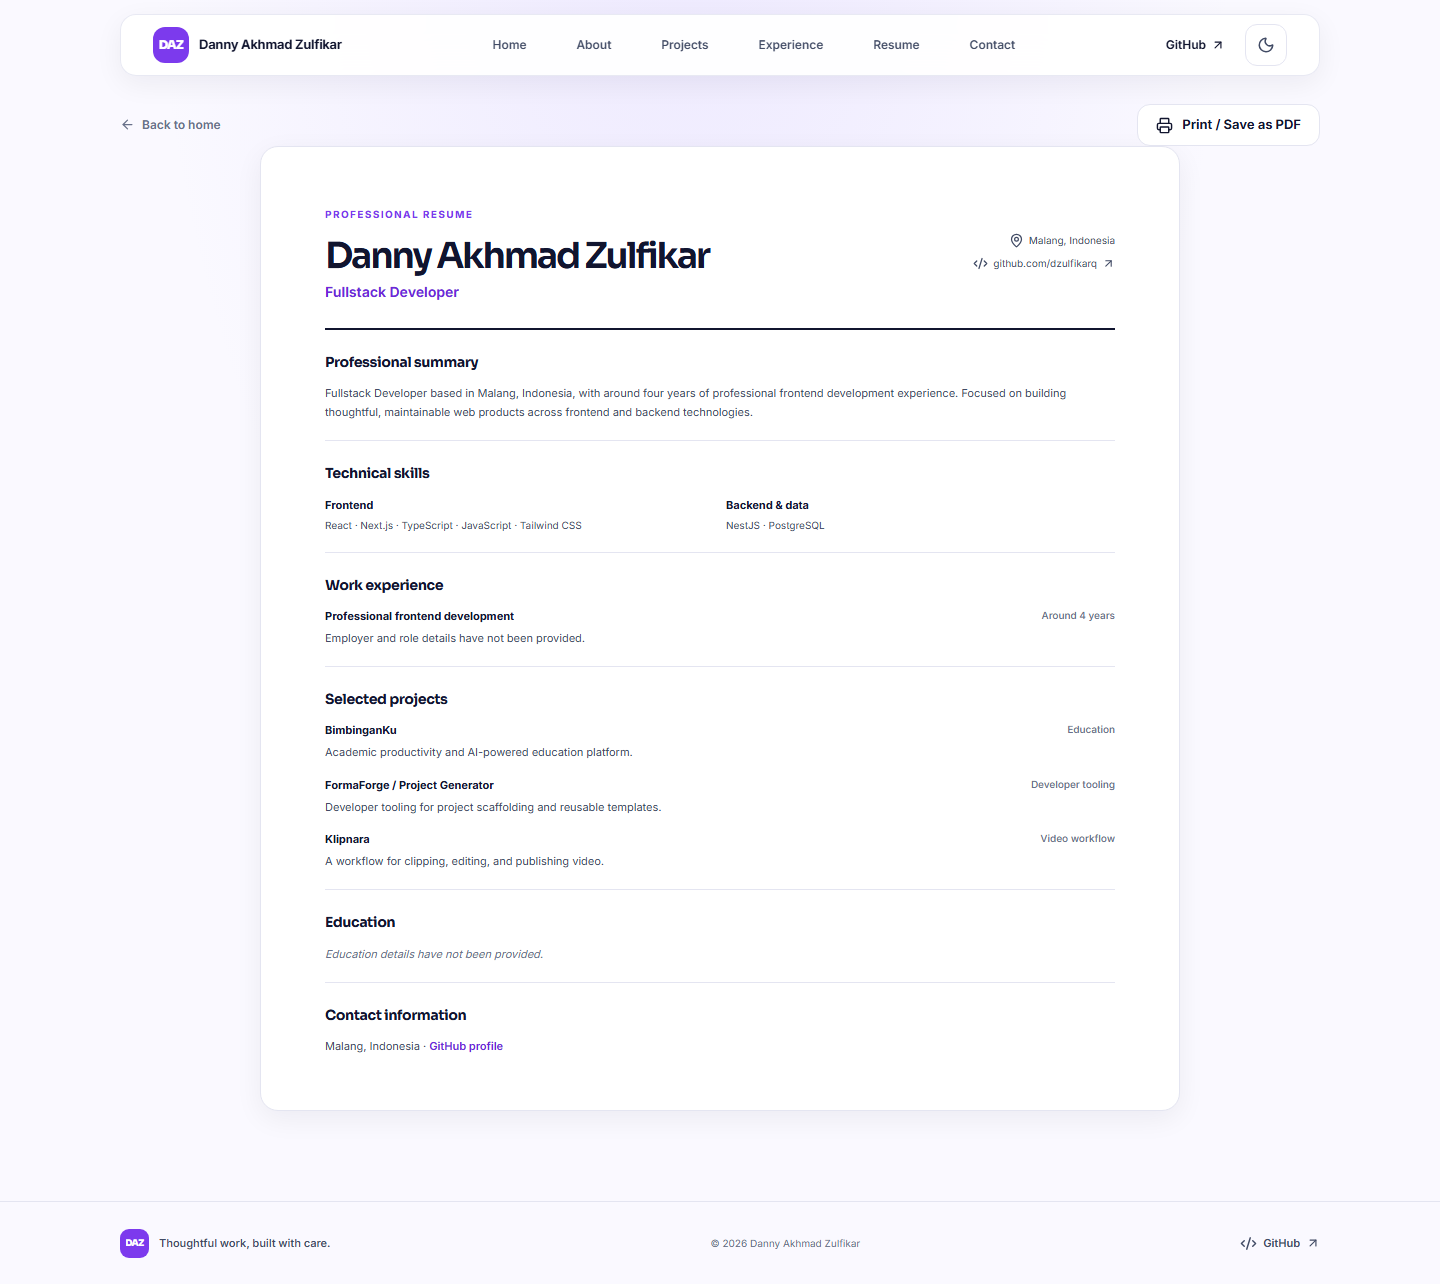 DAZ Danny Akhmad Zulfikar Home About Projects Experience Resume Contact GitHub
Back to home Print / Save as PDF
PROFESSIONAL RESUME
Danny Akhmad Zulfikar
Fullstack Developer
Malang, Indonesia
github.com/dzulfikarq
Professional summary
Fullstack Developer based in Malang, Indonesia, with around four years of professional frontend development experience. Focused on building
thoughtful, maintainable web products across frontend and backend technologies.
Technical skills
Frontend
React · Next.js · TypeScript · JavaScript · Tailwind CSS
Backend & data
NestJS · PostgreSQL
Work experience
Professional frontend development Around 4 years
Employer and role details have not been provided.
Selected projects
BimbinganKu Education
Academic productivity and AI-powered education platform.
FormaForge / Project Generator Developer tooling
Developer tooling for project scaffolding and reusable templates.
Klipnara Video workflow
A workflow for clipping, editing, and publishing video.
Education
Education details have not been provided.
Contact information
Malang, Indonesia · GitHub profile
DAZ Thoughtful work, built with care. © 2026 Danny Akhmad Zulfikar GitHub